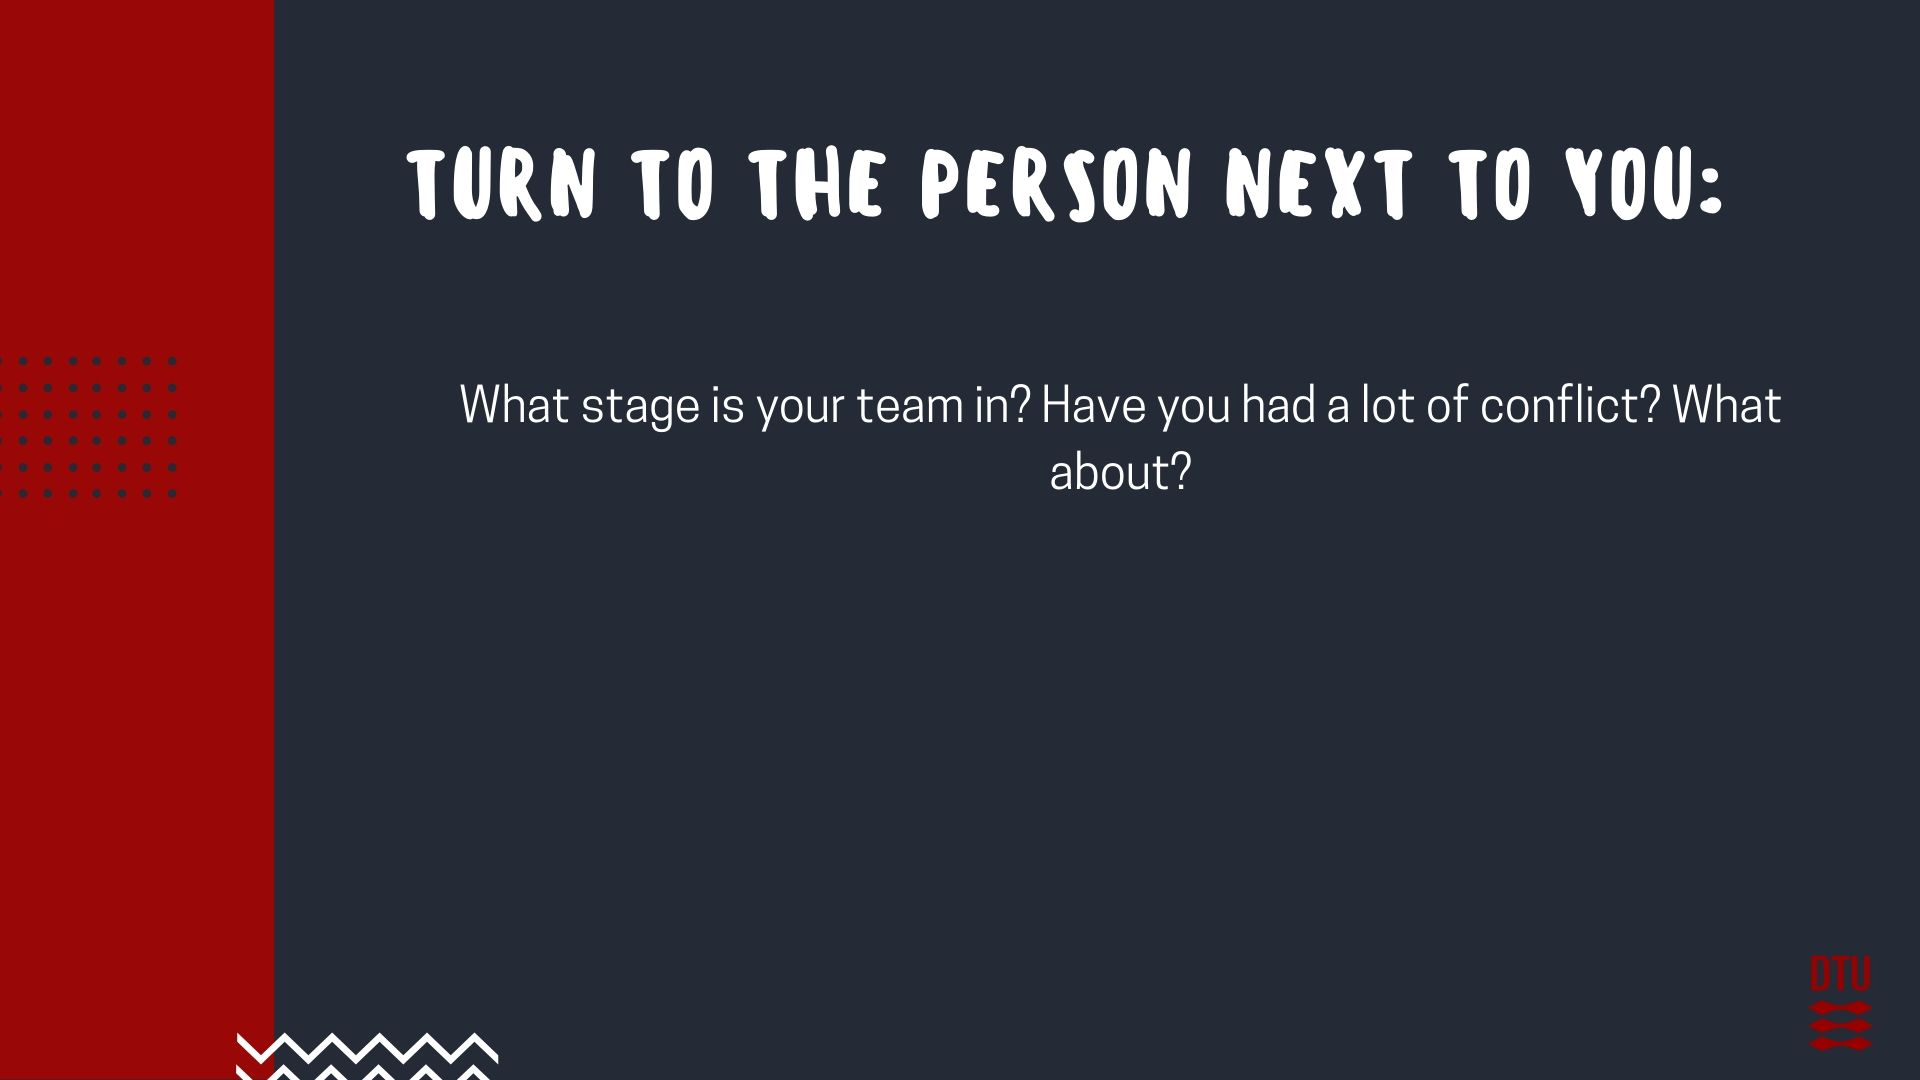 TURN TO THE PERSON NEXT TO YOU:
What stage is your team in? Have you had a lot of conflict? What
about?
DTU